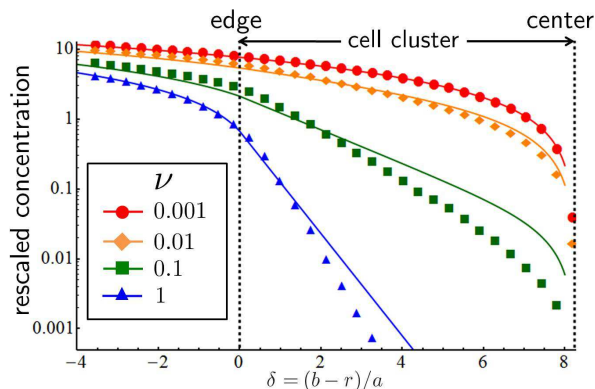 edge
center
cell cluster
rescaled concentration
10
1
0.1
0.01
0.001
ν
0.001
0.01
0.1
1
−4
−2
0
2
4
6
8
δ = (b − r)/a